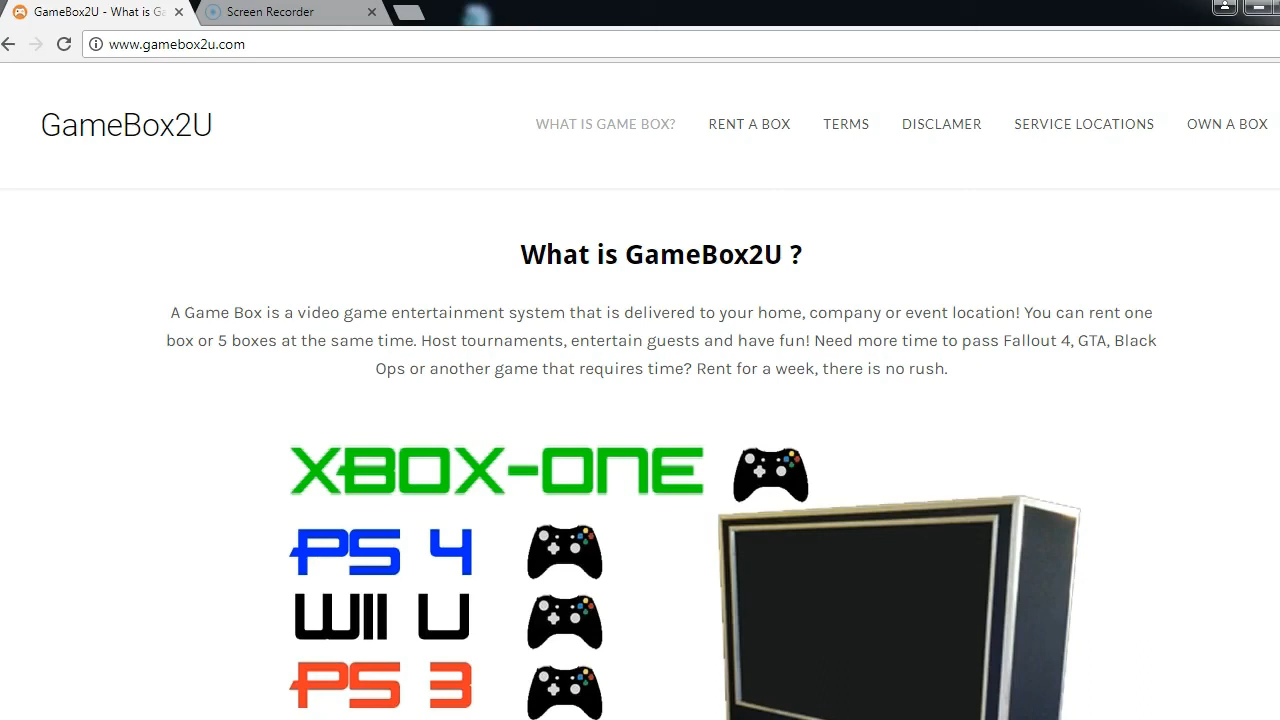 GameBox2U - What is Ga
Screen Recorder
www.gamebox2u.com
GameBox2U
WHAT IS GAME BOX?
RENT A BOX
TERMS
DISCLAMER
SERVICE LOCATIONS
OWN A BOX
What is GameBox2U ?
A Game Box is a video game entertainment system that is delivered to your home, company or event location! You can rent one
box or 5 boxes at the same time. Host tournaments, entertain guests and have fun! Need more time to pass Fallout 4, GTA, Black
Ops or another game that requires time? Rent for a week, there is no rush.
XBOX-ONE
PS 4
WII U
PS 3